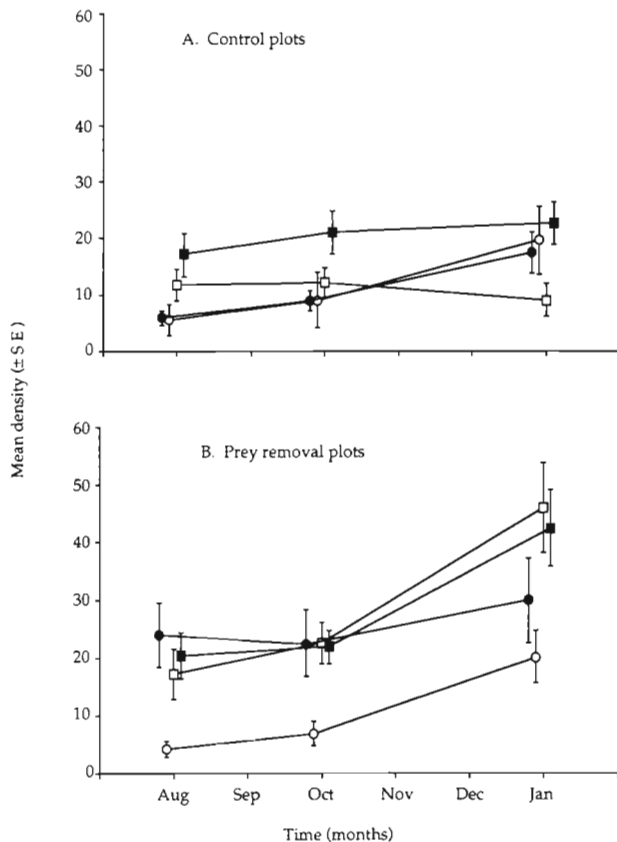 60
A. Control plots
50
40
30
20
10
0
Mean density (± S E)
60
B. Prey removal plots
50
40
30
20
10
0
Aug Sep Oct Nov Dec Jan
Time (months)